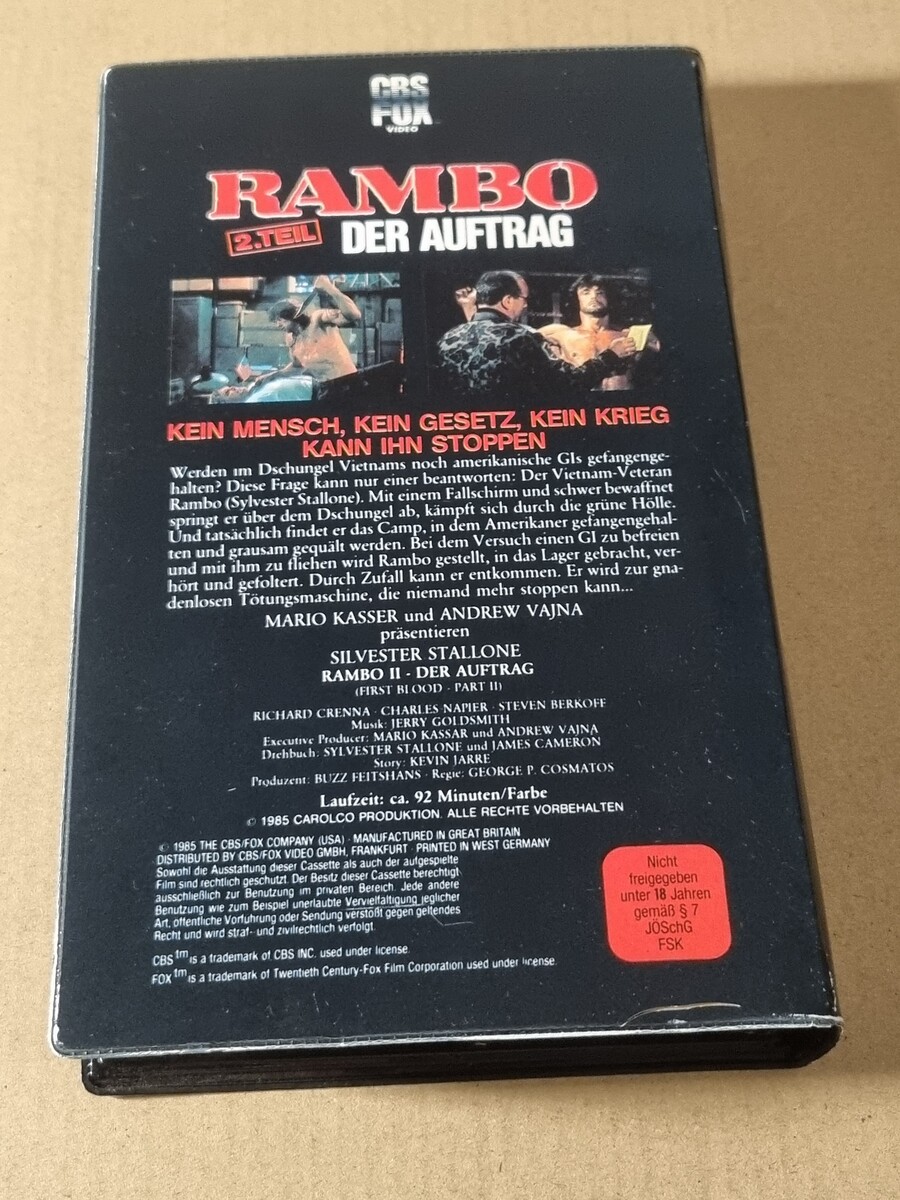 CBS
FOX
VIDEO
RAMBO
2.TEIL DER AUFTRAG
KEIN MENSCH, KEIN GESETZ, KEIN KRIEG
KANN IHN STOPPEN
Werden im Dschungel Vietnams noch amerikanische GIs gefangenge-
halten? Diese Frage kann nur einer beantworten: Der Vietnam-Veteran
Rambo (Sylvester Stallone). Mit einem Fallschirm und schwer bewaffnet
springt er über dem Dschungel ab, kämpft sich durch die grüne Hölle.
Und tatsächlich findet er das Camp, in dem Amerikaner gefangengehal-
ten und grausam gequält werden. Bei dem Versuch einen GI zu befreien
und mit ihm zu fliehen wird Rambo gestellt, in das Lager gebracht, ver-
hört und gefoltert. Durch Zufall kann er entkommen. Er wird zur gna-
denlosen Tötungsmaschine, die niemand mehr stoppen kann...
MARIO KASSER und ANDREW VAJNA
präsentieren
SILVESTER STALLONE
RAMBO II - DER AUFTRAG
(FIRST BLOOD · PART II)
RICHARD CRENNA · CHARLES NAPIER · STEVEN BERKOFF
Musik: JERRY GOLDSMITH
Executive Producer: MARIO KASSAR und ANDREW VAJNA
Drehbuch: SYLVESTER STALLONE und JAMES CAMERON
Story: KEVIN JARRE
Produzent: BUZZ FEITSHANS · Regie: GEORGE P. COSMATOS
Laufzeit: ca. 92 Minuten/Farbe
© 1985 CAROLCO PRODUKTION. ALLE RECHTE VORBEHALTEN
© 1985 THE CBS/FOX COMPANY (USA) · MANUFACTURED IN GREAT BRITAIN
DISTRIBUTED BY CBS/FOX VIDEO GMBH, FRANKFURT · PRINTED IN WEST GERMANY
Sowohl die Ausstattung dieser Cassette als auch der aufgespielte
Film sind rechtlich geschützt. Der Besitz dieser Cassette berechtigt
ausschließlich zur Benutzung im privaten Bereich. Jede andere
Benutzung wie zum Beispiel unerlaubte Vervielfältigung jeglicher
Art, öffentliche Vorführung oder Sendung verstößt gegen geltendes
Recht und wird straf- und zivilrechtlich verfolgt.
CBS tm is a trademark of CBS INC. used under license.
FOX tm is a trademark of Twentieth Century-Fox Film Corporation used under license.
Nicht
freigegeben
unter 18 Jahren
gemäß § 7
JÖSchG
FSK